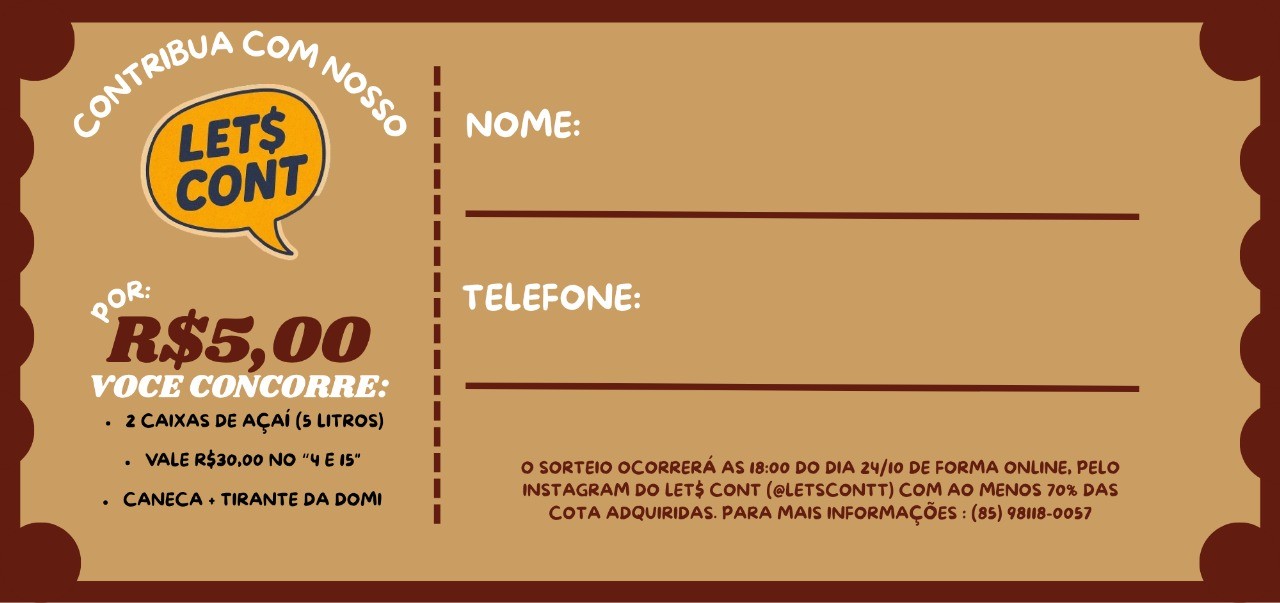 CONTRIBUA COM NOSSO
LET$
CONT
POR:
R$5,00
VOCE CONCORRE:
• 2 CAIXAS DE AÇAÍ (5 LITROS)
• VALE R$30,00 NO "4 E 15"
• CANECA + TIRANTE DA DOMI
NOME:
TELEFONE:
O SORTEIO OCORRERÁ AS 18:00 DO DIA 24/10 DE FORMA ONLINE, PELO
INSTAGRAM DO LET$ CONT (@LETSCONTT) COM AO MENOS 70% DAS
COTA ADQUIRIDAS. PARA MAIS INFORMAÇÕES : (85) 98118-0057